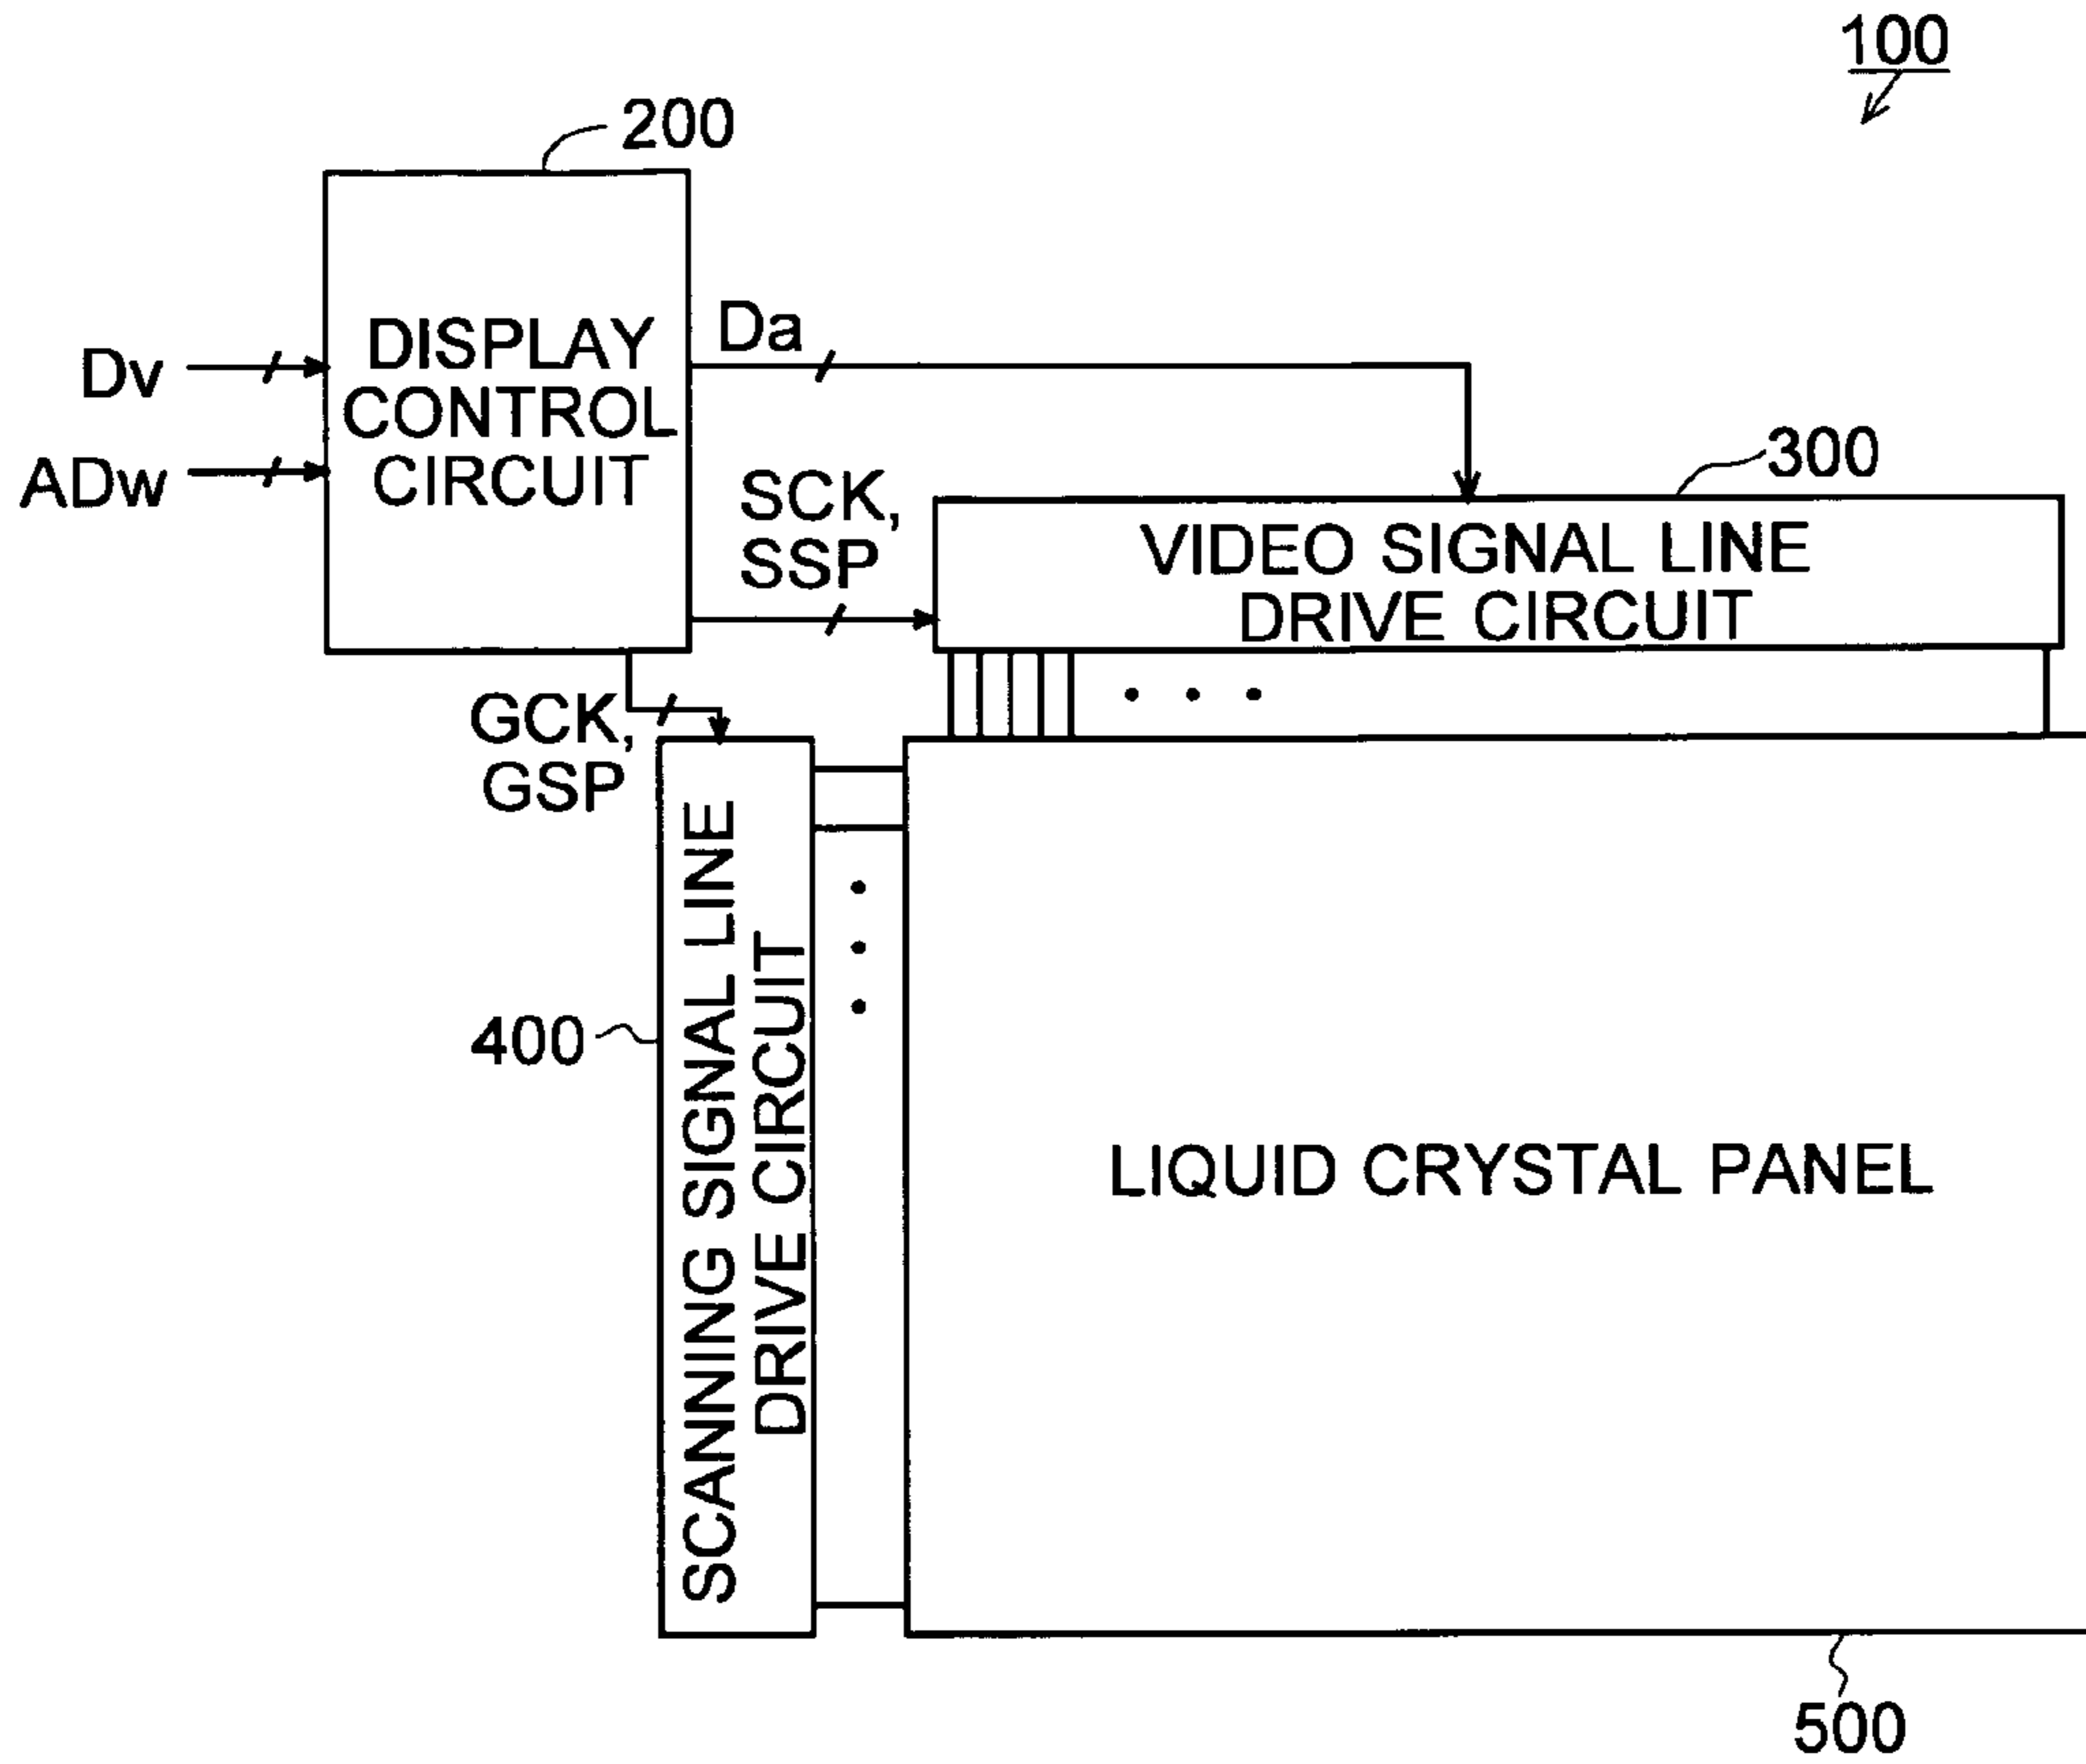 100
200
DISPLAY
CONTROL
CIRCUIT
Dv
ADw
Da
SCK,
SSP
300
VIDEO SIGNAL LINE
DRIVE CIRCUIT
GCK,
GSP
400
SCANNING SIGNAL LINE
DRIVE CIRCUIT
LIQUID CRYSTAL PANEL
500